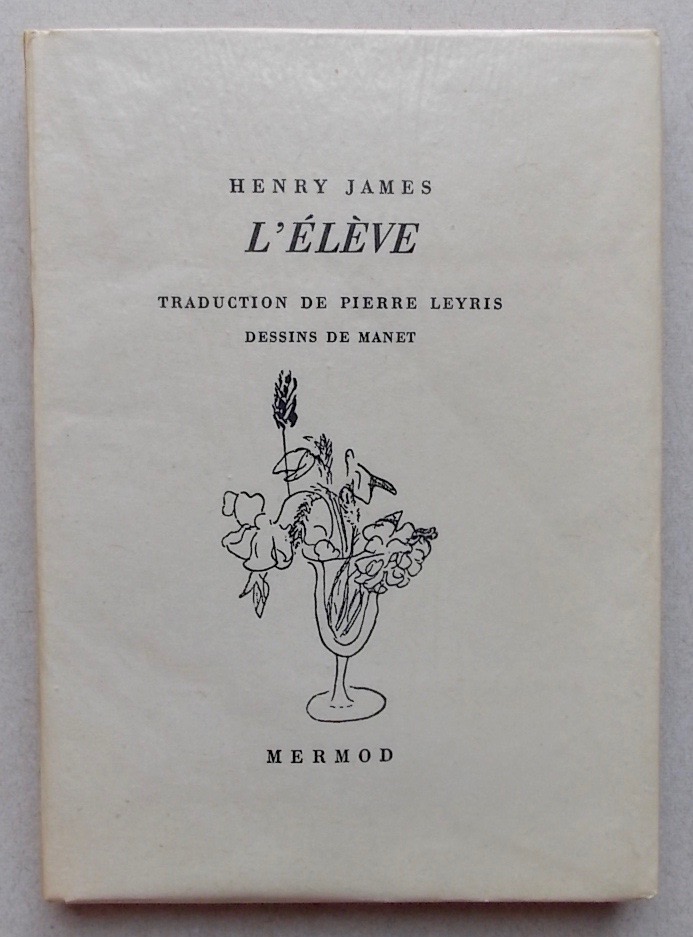 HENRY JAMES
L'ÉLÈVE
TRADUCTION DE PIERRE LEYRIS
DESSINS DE MANET
MERMOD